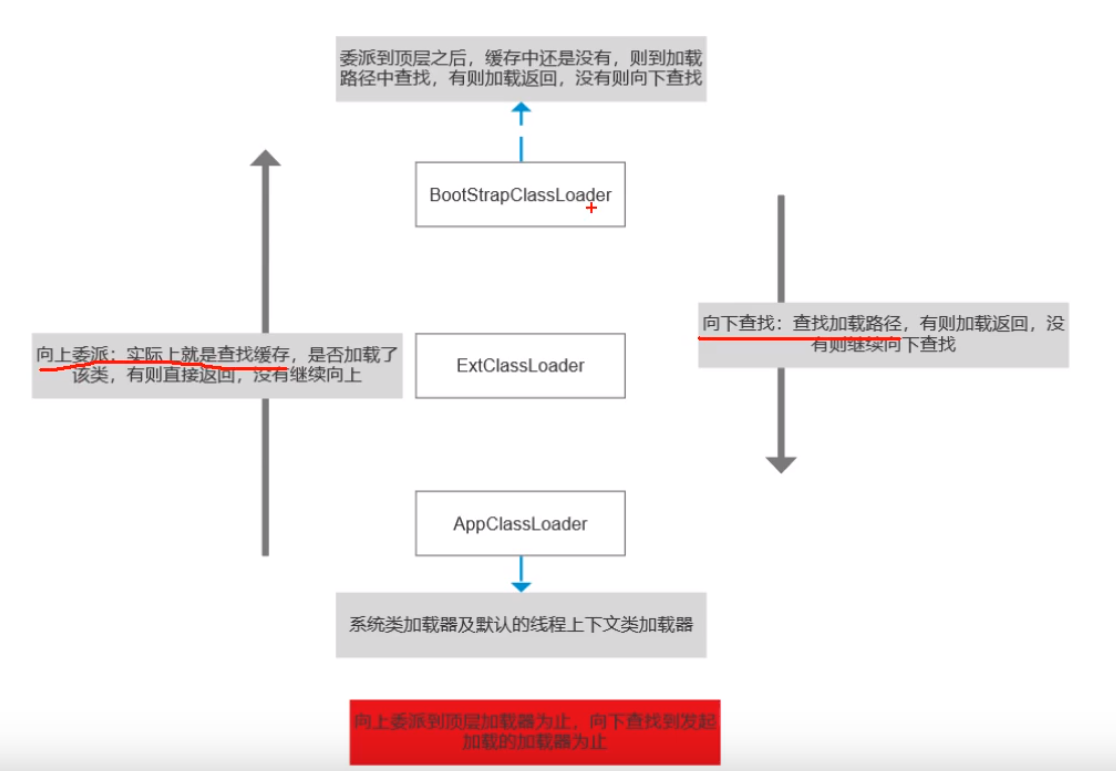 委派到顶层之后，缓存中还是没有，则到加载
路径中查找，有则加载返回，没有则向下查找
BootStrapClassLoader
向上委派：实际上就是查找缓存，是否加载了
该类，有则直接返回，没有继续向上
ExtClassLoader
向下查找：查找加载路径，有则加载返回，没
有则继续向下查找
AppClassLoader
系统类加载器及默认的线程上下文类加载器
向上委派到顶层加载器为止，向下查找到发起
加载的加载器为止